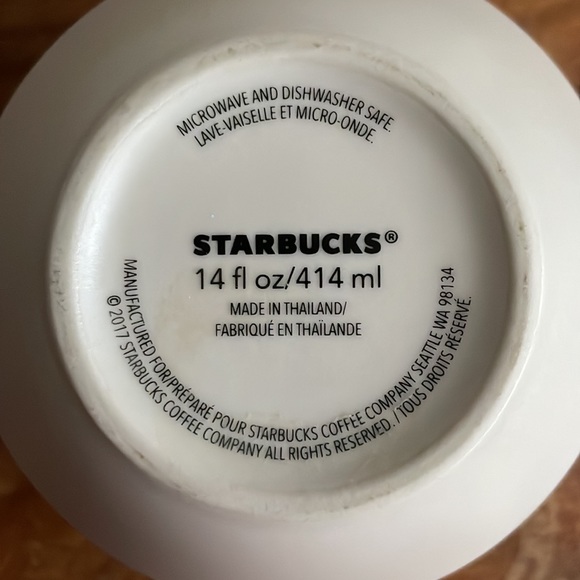 MICROWAVE AND DISHWASHER SAFE.
LAVE-VAISELLE ET MICRO-ONDE.
STARBUCKS®
14 fl oz/414 ml
MADE IN THAILAND/
FABRIQUÉ EN THAÏLANDE
MANUFACTURED FOR/PRÉPARÉ POUR STARBUCKS COFFEE COMPANY SEATTLE WA 98134
© 2017 STARBUCKS COFFEE COMPANY ALL RIGHTS RESERVED. / TOUS DROITS RESERVÉ.